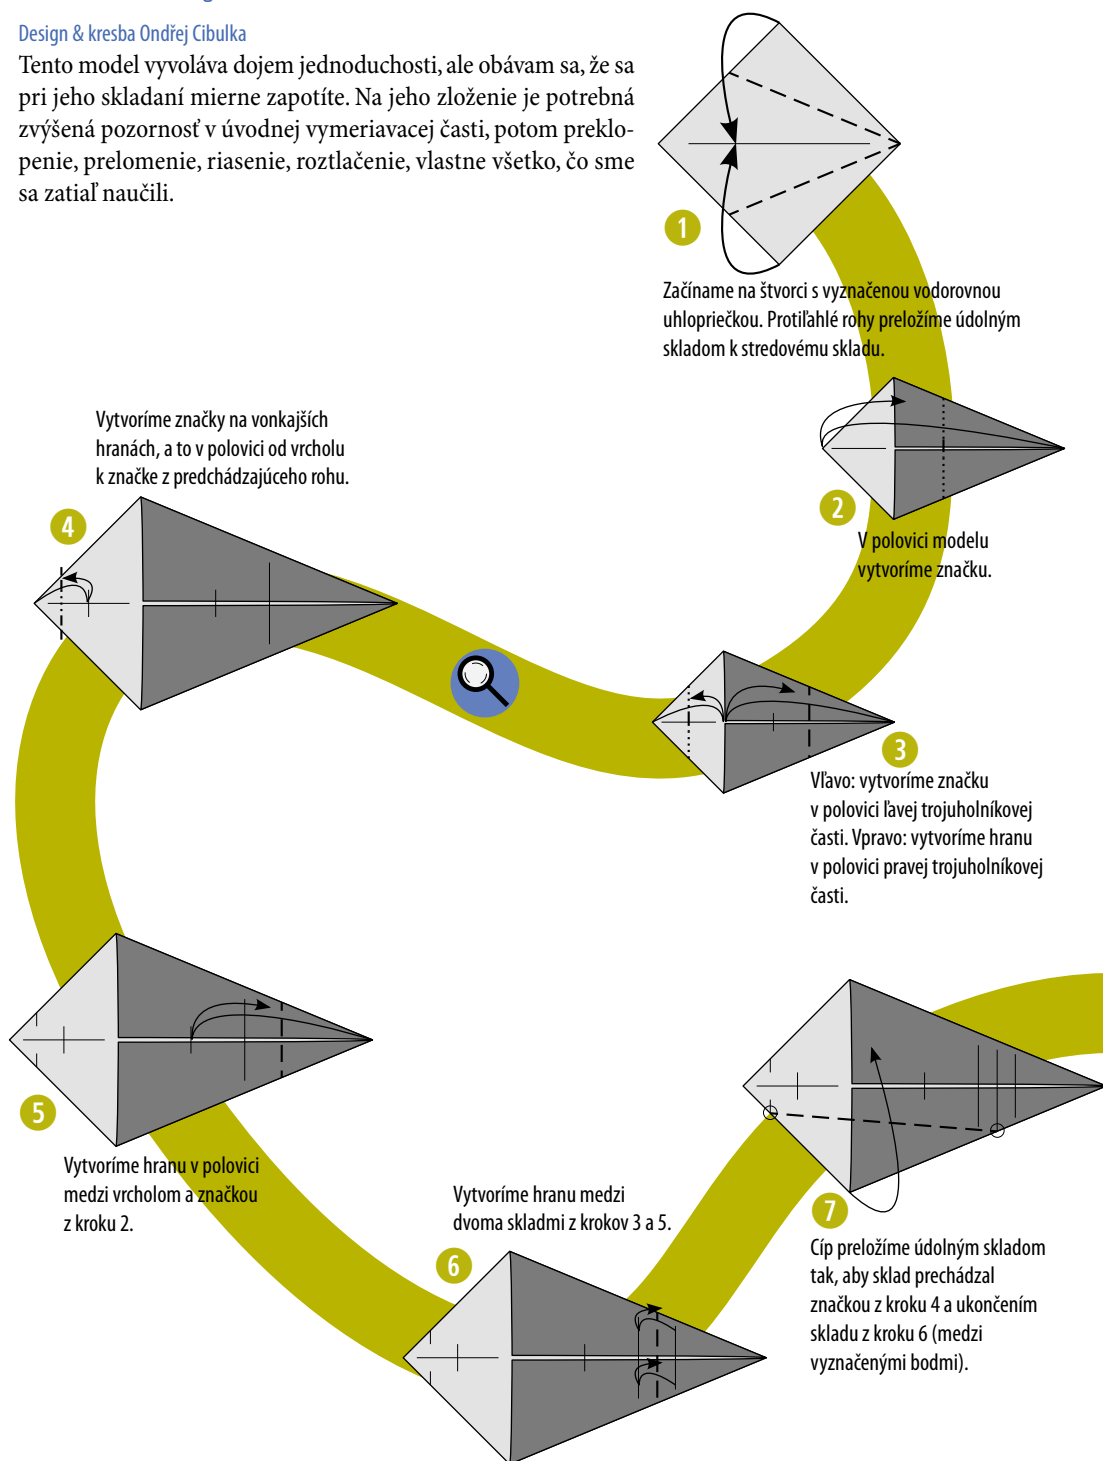 Design & kresba Ondřej Cibulka
Tento model vyvoláva dojem jednoduchosti, ale obávam sa, že sa
pri jeho skladaní mierne zapotíte. Na jeho zloženie je potrebná
zvýšená pozornosť v úvodnej vymeriavacej časti, potom preklo-
penie, prelomenie, riasenie, roztlačenie, vlastne všetko, čo sme
sa zatiaľ naučili.
1
Začíname na štvorci s vyznačenou vodorovnou
uhlopriečkou. Protiľahlé rohy preložíme údolným
skladom k stredovému skladu.
2
V polovici modelu
vytvoríme značku.
3
Vľavo: vytvoríme značku
v polovici ľavej trojuholníkovej
časti. Vpravo: vytvoríme hranu
v polovici pravej trojuholníkovej
časti.
Vytvoríme značky na vonkajších
hranách, a to v polovici od vrcholu
k značke z predchádzajúceho rohu.
4
5
Vytvoríme hranu v polovici
medzi vrcholom a značkou
z kroku 2.
Vytvoríme hranu medzi
dvoma skladmi z krokov 3 a 5.
6
7
Cíp preložíme údolným skladom
tak, aby sklad prechádzal
značkou z kroku 4 a ukončením
skladu z kroku 6 (medzi
vyznačenými bodmi).